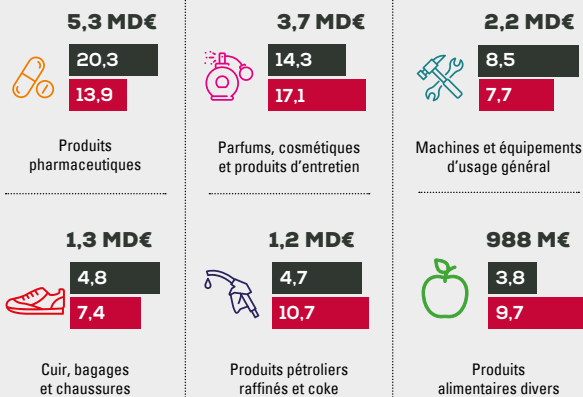 5,3 MD€
20,3
13,9
Produits
pharmaceutiques
3,7 MD€
14,3
17,1
Parfums, cosmétiques
et produits d’entretien
2,2 MD€
8,5
7,7
Machines et équipements
d’usage général
1,3 MD€
4,8
7,4
Cuir, bagages
et chaussures
1,2 MD€
4,7
10,7
Produits pétroliers
raffinés et coke
988 M€
3,8
9,7
Produits
alimentaires divers